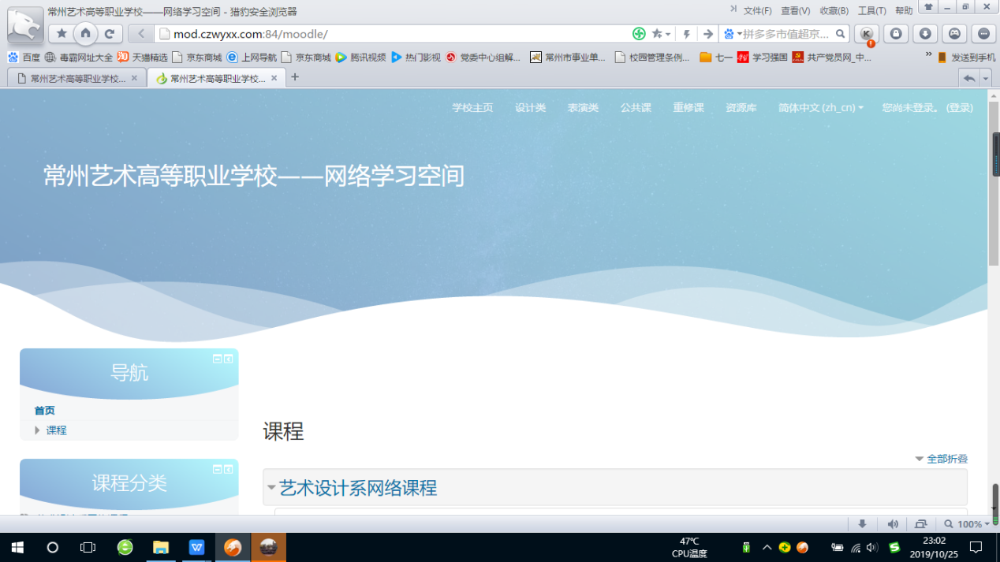 常州艺术高等职业学校——网络学习空间 - 猎豹安全浏览器
文件(F) 查看(V) 收藏(B) 工具(T) 帮助
mod.czwyxx.com:84/moodle/
拼多多市值超京...
百度 毒霸网址大全 天猫精选 京东商城 上网导航 京东商城 腾讯视频 热门影视 党委中心组解... 常州市事业单... 校园管理条例... 七一 学习强国 共产党员网_中... » 发送到手机
常州艺术高等职业学校... 常州艺术高等职业学校...
学校主页 设计类 表演类 公共课 重修课 资源库 简体中文 (zh_cn) 您尚未登录。 (登录)
常州艺术高等职业学校——网络学习空间
导航
首页
课程
课程
全部折叠
课程分类
艺术设计系网络课程
100%
47℃
CPU温度
23:02
2019/10/25